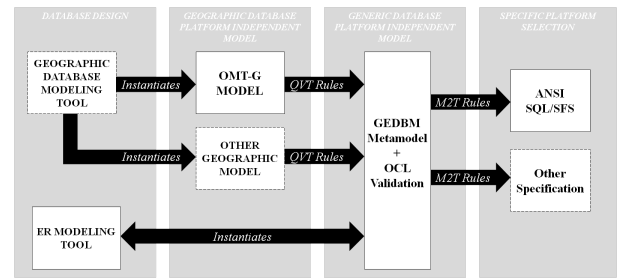 DATABASE DESIGN
GEOGRAPHIC DATABASE
PLATFORM INDEPENDENT
MODEL
GENERIC DATABASE
PLATFORM INDEPENDENT
MODEL
SPECIFIC PLATFORM
SELECTION
GEOGRAPHIC
DATABASE
MODELING
TOOL
Instantiates
OMT-G
MODEL
QVT Rules
GEDBM
Metamodel
+
OCL
Validation
M2T Rules
ANSI
SQL/SFS
Instantiates
OTHER
GEOGRAPHIC
MODEL
QVT Rules
M2T Rules
Other
Specification
ER MODELING
TOOL
Instantiates